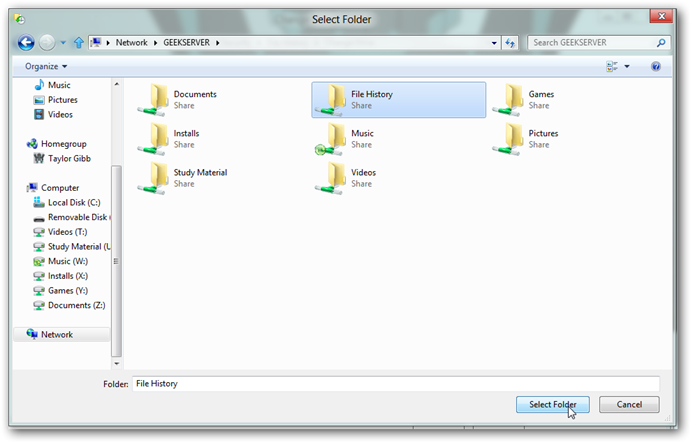 Select Folder
Network GEEKSERVER
Search GEEKSERVER
Organize
Music
Pictures
Videos
Homegroup
Taylor Gibb
Computer
Local Disk (C:)
Removable Disk (
Videos (T:)
Study Material (U
Music (W:)
Installs (X:)
Games (Y:)
Documents (Z:)
Network
Documents
Share
File History
Share
Games
Share
Installs
Share
Music
Share
Pictures
Share
Study Material
Share
Videos
Share
Folder: File History
Select Folder
Cancel